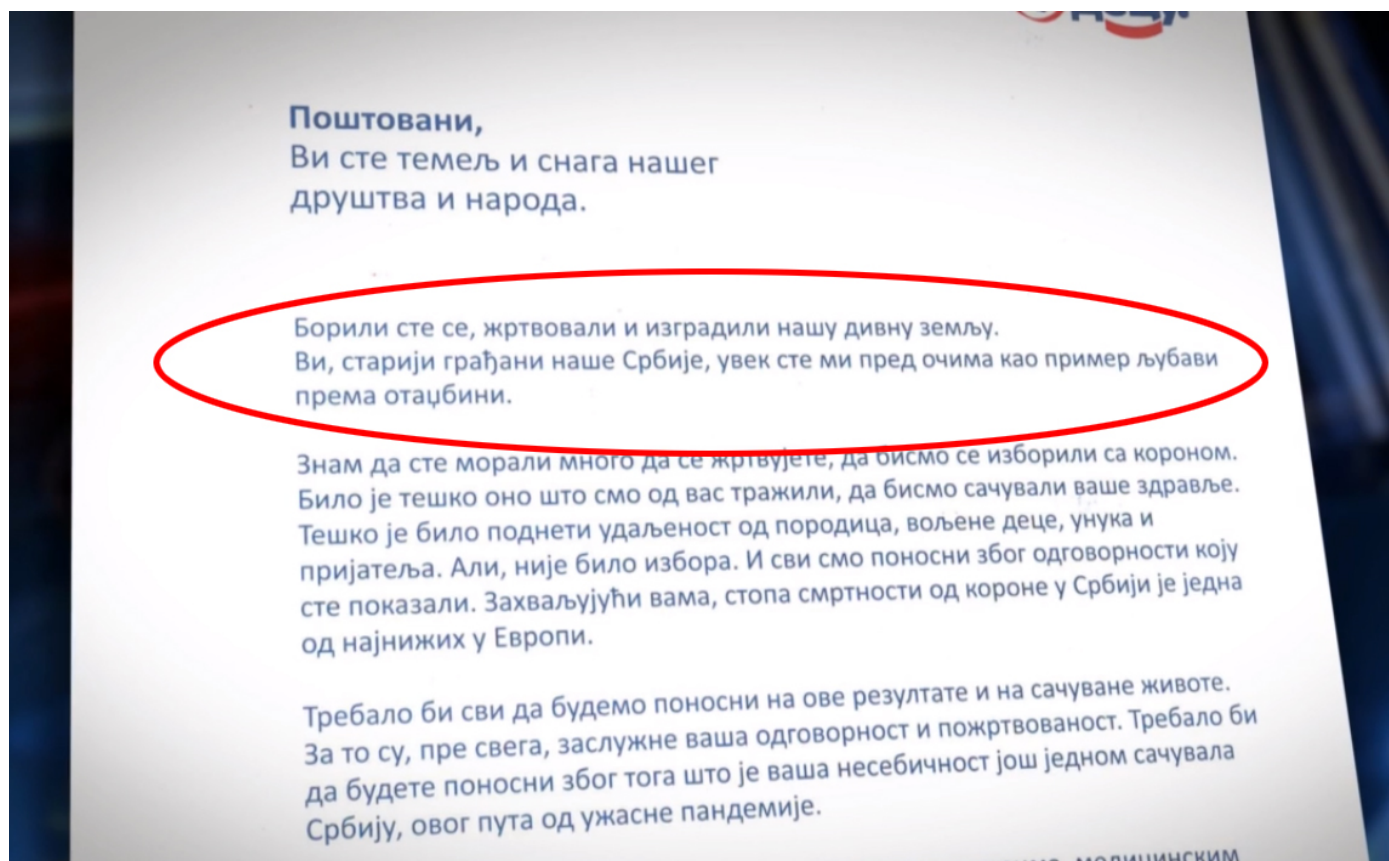 децу.
Поштовани,
Ви сте темељ и снага нашег
друштва и народа.
Борили сте се, жртвовали и изградили нашу дивну земљу.
Ви, старији грађани наше Србије, увек сте ми пред очима као пример љубави
према отаџбини.
Знам да сте морали много да се жртвујете, да бисмо се изборили са короном.
Било је тешко оно што смо од вас тражили, да бисмо сачували ваше здравље.
Тешко је било поднети удаљеност од породица, вољене деце, унука и
пријатеља. Али, није било избора. И сви смо поносни због одговорности коју
сте показали. Захваљујући вама, стопа смртности од короне у Србији је једна
од најнижих у Европи.
Требало би сви да будемо поносни на ове резултате и на сачуване животе.
За то су, пре свега, заслужне ваша одговорност и пожртвованост. Требало би
да будете поносни због тога што је ваша несебичност још једном сачувала
Србију, овог пута од ужасне пандемије.
медицинским